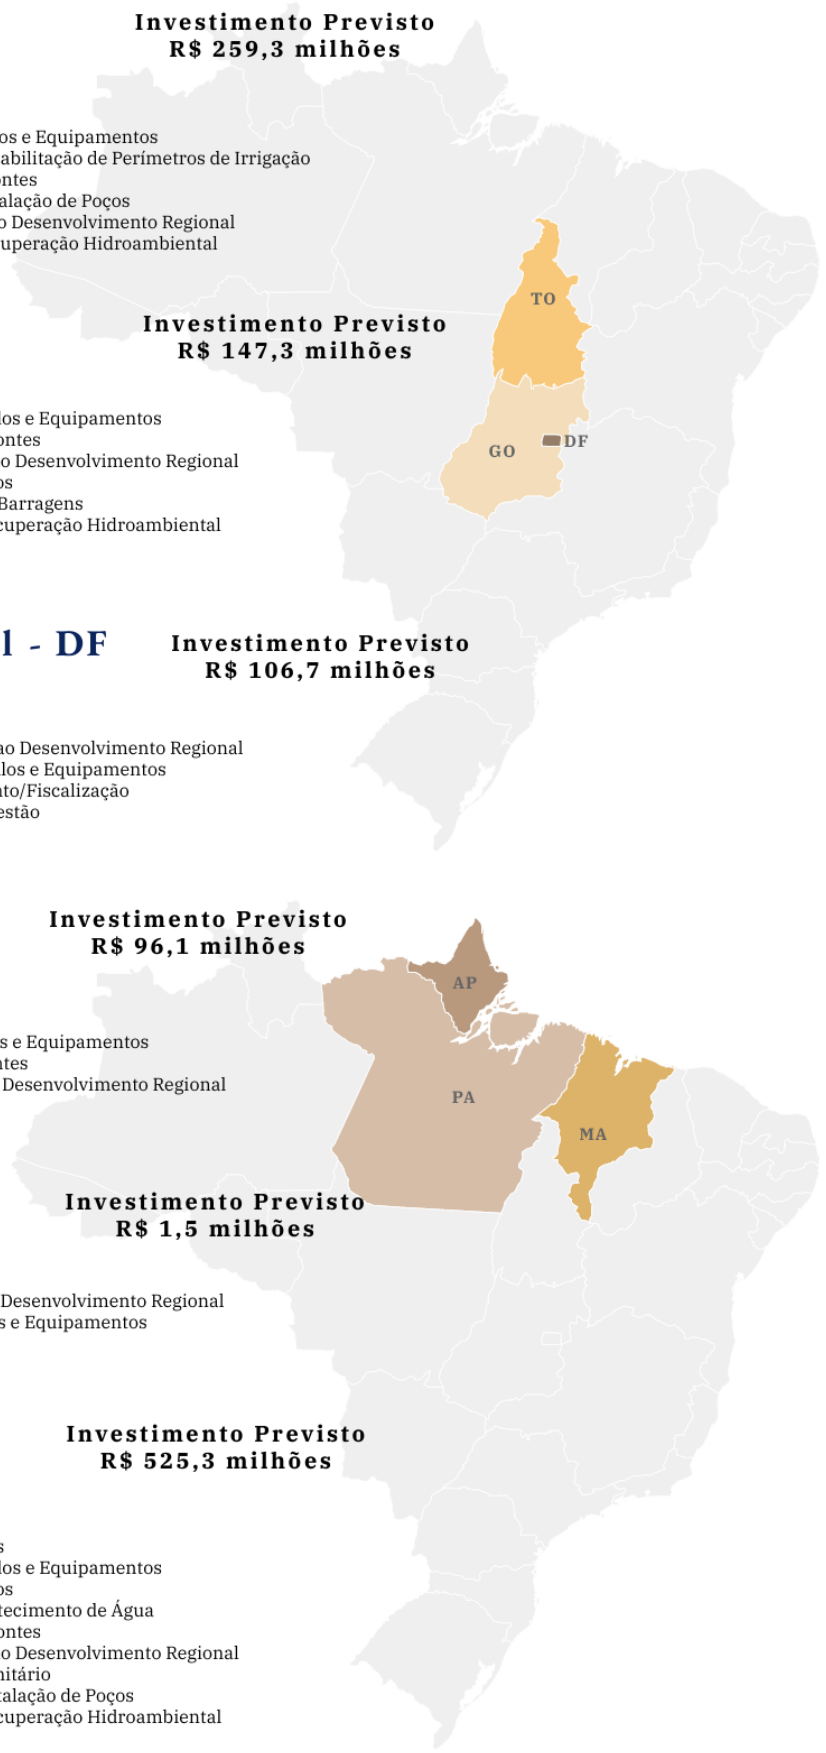 Investimento Previsto
R$ 259,3 milhões
os e Equipamentos
abilitação de Perímetros de Irrigação
ontes
alação de Poços
o Desenvolvimento Regional
uperação Hidroambiental
TO
Investimento Previsto
R$ 147,3 milhões
los e Equipamentos
ontes
GO
DF
o Desenvolvimento Regional
os
Barragens
cuperação Hidroambiental
l - DF
Investimento Previsto
R$ 106,7 milhões
ao Desenvolvimento Regional
los e Equipamentos
nto/Fiscalização
estão
Investimento Previsto
R$ 96,1 milhões
AP
s e Equipamentos
ntes
Desenvolvimento Regional
PA
MA
Investimento Previsto
R$ 1,5 milhões
Desenvolvimento Regional
s e Equipamentos
Investimento Previsto
R$ 525,3 milhões
s
los e Equipamentos
os
tecimento de Água
ontes
o Desenvolvimento Regional
nitário
talação de Poços
cuperação Hidroambiental